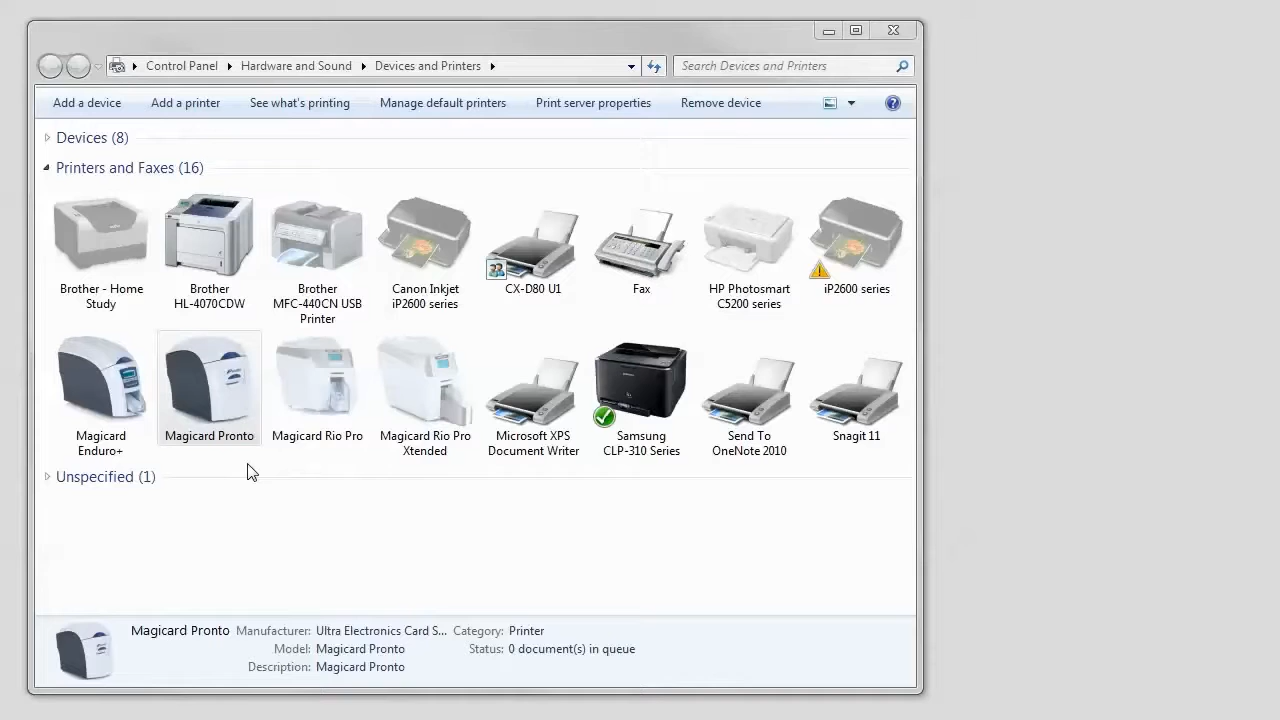 Control Panel Hardware and Sound Devices and Printers Search Devices and Printers
Add a device Add a printer See what's printing Manage default printers Print server properties Remove device
Devices (8)
Printers and Faxes (16)
Brother - Home
Study
Brother
HL-4070CDW
Brother
MFC-440CN USB
Printer
Canon Inkjet
iP2600 series
CX-D80 U1
Fax
HP Photosmart
C5200 series
iP2600 series
Magicard
Enduro+
Magicard Pronto
Magicard Rio Pro
Magicard Rio Pro
Xtended
Microsoft XPS
Document Writer
Samsung
CLP-310 Series
Send To
OneNote 2010
Snagit 11
Unspecified (1)
Magicard Pronto Manufacturer: Ultra Electronics Card S... Category: Printer
Model: Magicard Pronto Status: 0 document(s) in queue
Description: Magicard Pronto